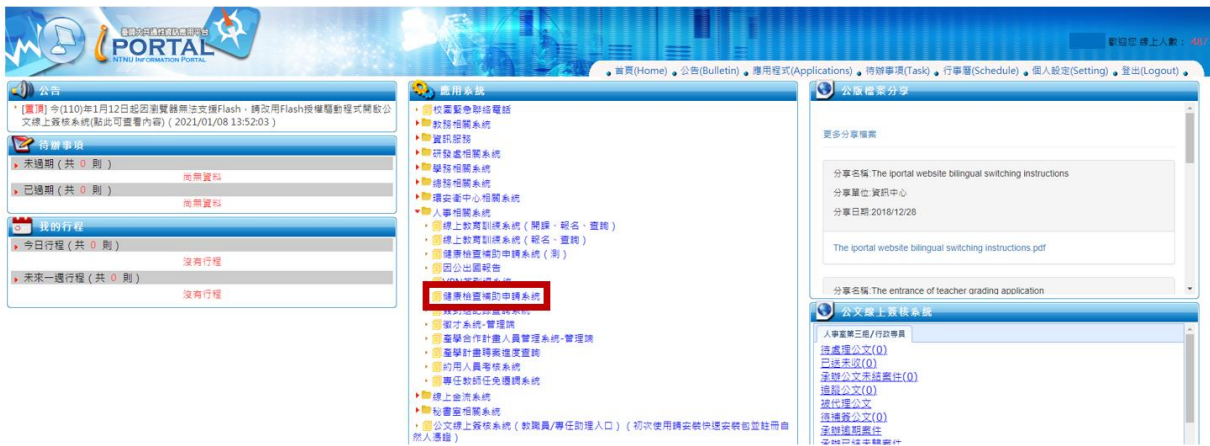 臺師大共通性資訊應用平台
iPORTAL
NTNU INFORMATION PORTAL
歡迎您 線上人數： 487
首頁(Home) 公告(Bulletin) 應用程式(Applications) 待辦事項(Task) 行事曆(Schedule) 個人設定(Setting) 登出(Logout)
公告
[置頂] 今(110)年1月12日起因瀏覽器無法支援Flash，請改用Flash授權驅動程式開啟公
文線上簽核系統(點此可查看內容) ( 2021/01/08 13:52:03 )
待辦事項
未過期 ( 共 0 則 )
尚無資料
已過期 ( 共 0 則 )
尚無資料
我的行程
今日行程 ( 共 0 則 )
沒有行程
未來一週行程 ( 共 0 則 )
沒有行程
應用系統
校園緊急聯絡電話
教務相關系統
資訊服務
研發處相關系統
學務相關系統
總務相關系統
環安衛中心相關系統
人事相關系統
線上教育訓練系統 ( 開課、報名、查詢 )
線上教育訓練系統 ( 報名、查詢 )
健康檢查補助申請系統 ( 測 )
因公出國報告
健康檢查補助申請系統
徵才系統-管理端
產學合作計畫人員管理系統-管理端
產學計畫聘案進度查詢
約用人員考核系統
專任教師任免遷調系統
線上金流系統
秘書室相關系統
公文線上簽核系統 ( 教職員/專任助理入口 ) ( 初次使用請安裝快速安裝包並註冊自
然人憑證 )
公版檔案分享
更多分享檔案
分享名稱:The iportal website bilingual switching instructions
分享單位:資訊中心
分享日期:2018/12/28
The iportal website bilingual switching instructions.pdf
分享名稱:The entrance of teacher grading application
公文線上簽核系統
人事室第三組/行政專員
待處理公文(0)
已送未收(0)
承辦公文未結案件(0)
追蹤公文(0)
被代理公文
待補簽公文(0)
承辦逾期案件
承辦已結未歸案件